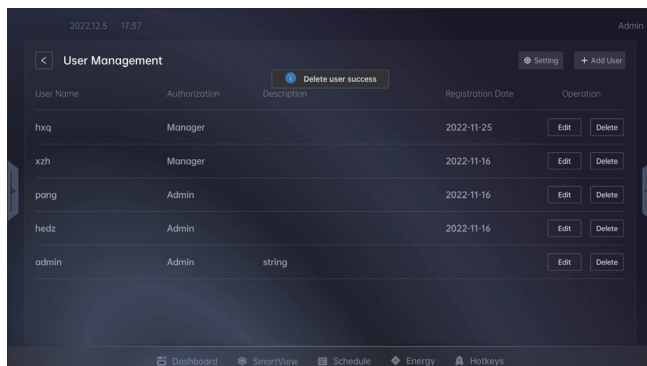 2022.12.5 17:57 Admin
User Management Setting + Add User
Delete user success
User Name Authorization Description Registration Date Operation
hxq Manager 2022-11-25 Edit Delete
xzh Manager 2022-11-16 Edit Delete
pang Admin 2022-11-16 Edit Delete
hedz Admin 2022-11-16 Edit Delete
admin Admin string Edit Delete
Dashboard SmartView Schedule Energy Hotkeys